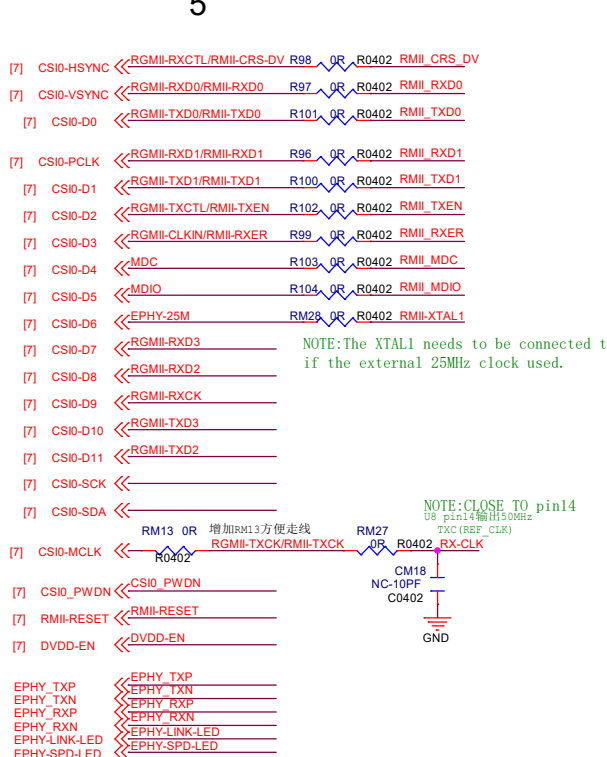 5
[7] CSI0-HSYNC RGMII-RXCTL/RMII-CRS-DV R98 0R R0402 RMII_CRS_DV
[7] CSI0-VSYNC RGMII-RXD0/RMII-RXD0 R97 0R R0402 RMII_RXD0
[7] CSI0-D0 RGMII-TXD0/RMII-TXD0 R101 0R R0402 RMII_TXD0
[7] CSI0-PCLK RGMII-RXD1/RMII-RXD1 R96 0R R0402 RMII_RXD1
[7] CSI0-D1 RGMII-TXD1/RMII-TXD1 R100 0R R0402 RMII_TXD1
[7] CSI0-D2 RGMII-TXCTL/RMII-TXEN R102 0R R0402 RMII_TXEN
[7] CSI0-D3 RGMII-CLKIN/RMII-RXER R99 0R R0402 RMII_RXER
[7] CSI0-D4 MDC R103 0R R0402 RMII_MDC
[7] CSI0-D5 MDIO R104 0R R0402 RMII_MDIO
[7] CSI0-D6 EPHY-25M RM28 0R R0402 RMII-XTAL1
[7] CSI0-D7 RGMII-RXD3 NOTE:The XTAL1 needs to be connected t
[7] CSI0-D8 RGMII-RXD2 if the external 25MHz clock used.
[7] CSI0-D9 RGMII-RXCK
[7] CSI0-D10 RGMII-TXD3
[7] CSI0-D11 RGMII-TXD2
[7] CSI0-SCK
[7] CSI0-SDA
NOTE:CLOSE TO pin14
U8 pin14输出50MHz
TXC(REF_CLK)
RM13 0R 增加RM13方便走线 RM27
[7] CSI0-MCLK R0402 RGMII-TXCK/RMII-TXCK 0R R0402 RX-CLK
CM18
NC-10PF
C0402
GND
[7] CSI0_PWDN CSI0_PWDN
[7] RMII-RESET RMII-RESET
[7] DVDD-EN DVDD-EN
EPHY_TXP EPHY_TXP
EPHY_TXN EPHY_TXN
EPHY_RXP EPHY_RXP
EPHY_RXN EPHY_RXN
EPHY-LINK-LED EPHY-LINK-LED
EPHY-SPD-LED EPHY-SPD-LED